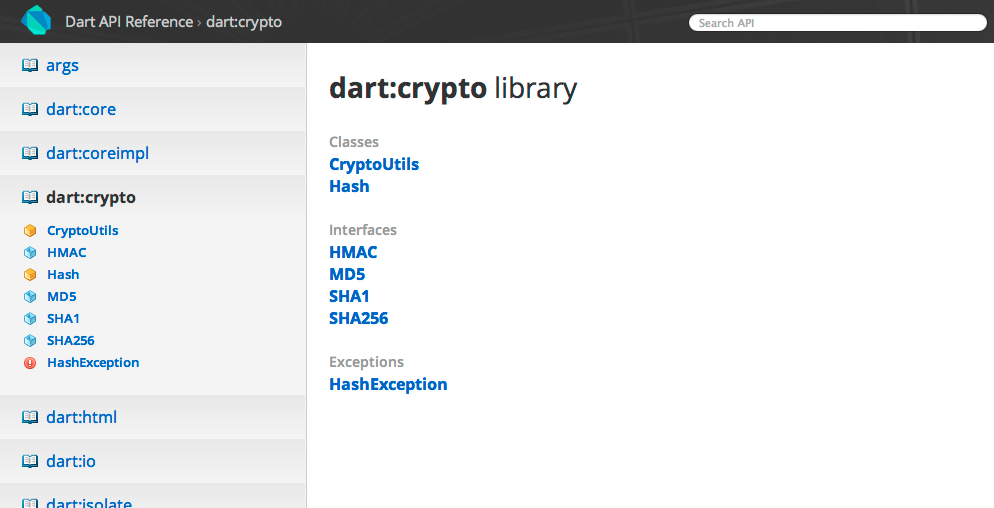 Dart API Reference › dart:crypto
Search API
args
dart:core
dart:coreimpl
dart:crypto
CryptoUtils
HMAC
Hash
MD5
SHA1
SHA256
HashException
dart:html
dart:io
dart:isolate
dart:crypto library
Classes
CryptoUtils
Hash
Interfaces
HMAC
MD5
SHA1
SHA256
Exceptions
HashException